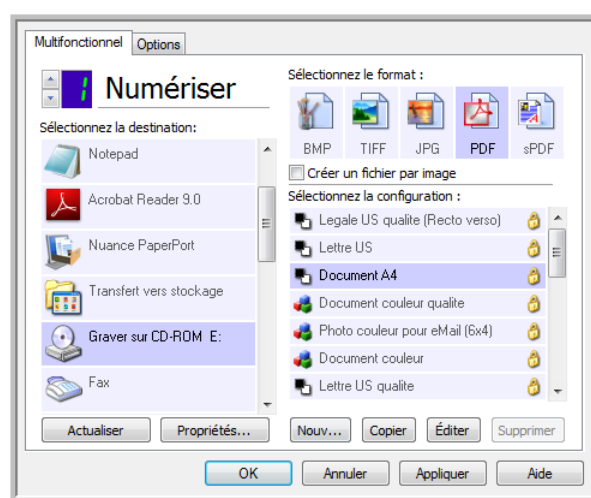 Multifonctionnel Options
1 Numériser
Sélectionnez la destination:
Notepad
Acrobat Reader 9.0
Nuance PaperPort
Transfert vers stockage
Graver sur CD-ROM E:
Fax
Actualiser Propriétés...
Sélectionnez le format :
BMP TIFF JPG PDF sPDF
Créer un fichier par image
Sélectionnez la configuration :
Legale US qualite (Recto verso)
Lettre US
Document A4
Document couleur qualite
Photo couleur pour eMail (6x4)
Document couleur
Lettre US qualite
Nouv... Copier Éditer Supprimer
OK Annuler Appliquer Aide